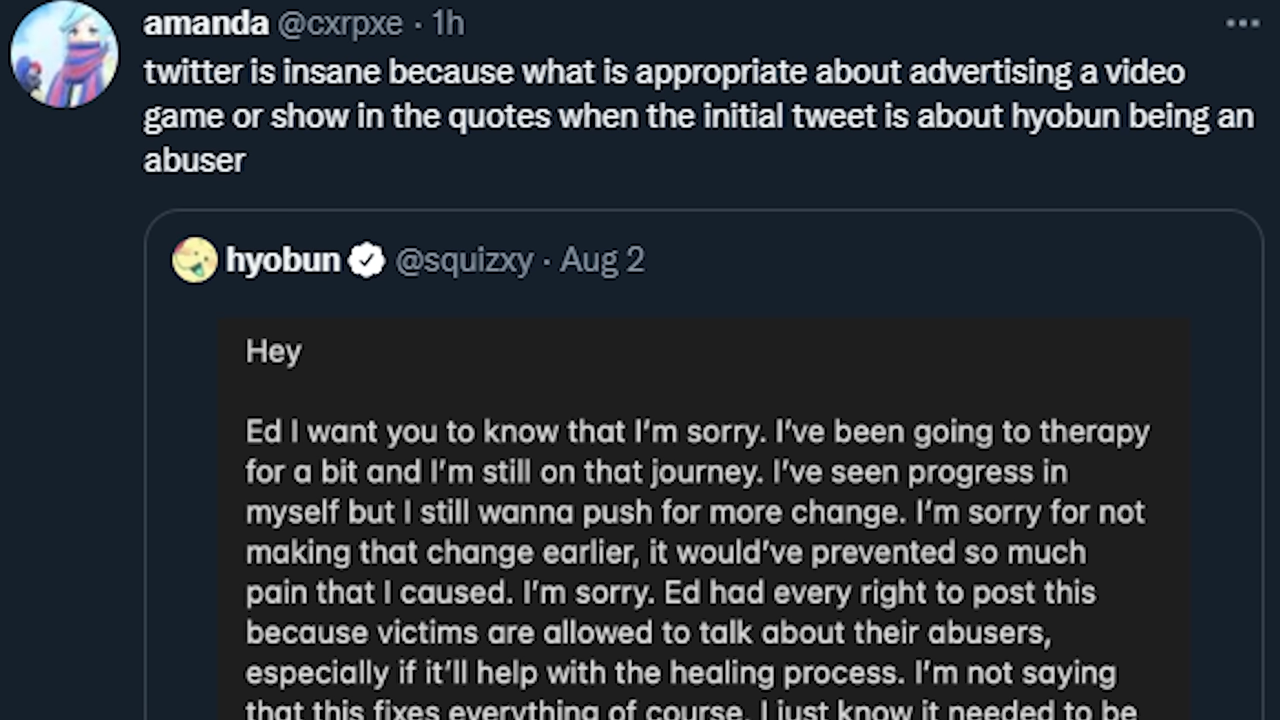 amanda @cxrpxe · 1h
twitter is insane because what is appropriate about advertising a video
game or show in the quotes when the initial tweet is about hyobun being an
abuser
hyobun @squizxy · Aug 2
Hey
Ed I want you to know that I’m sorry. I’ve been going to therapy
for a bit and I’m still on that journey. I’ve seen progress in
myself but I still wanna push for more change. I’m sorry for not
making that change earlier, it would’ve prevented so much
pain that I caused. I’m sorry. Ed had every right to post this
because victims are allowed to talk about their abusers,
especially if it’ll help with the healing process. I’m not saying
that this fixes everything of course. I just know it needed to be